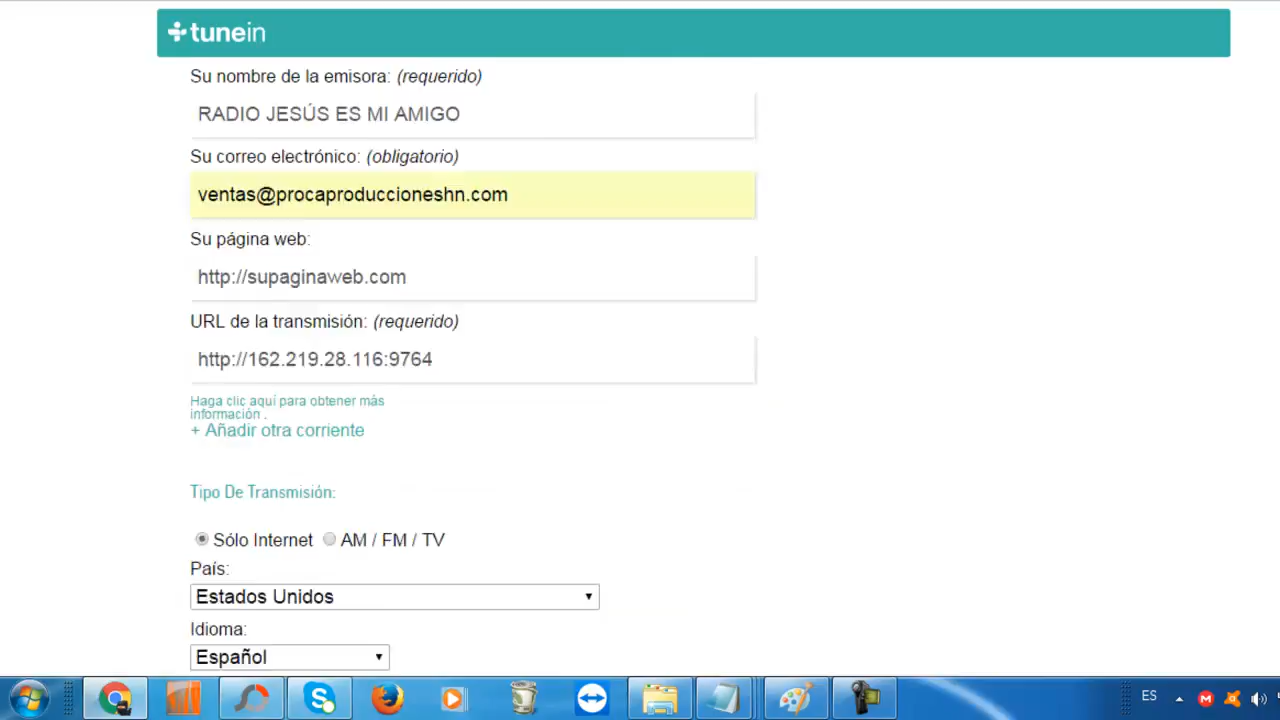 tunein
Su nombre de la emisora: (requerido)
RADIO JESÚS ES MI AMIGO
Su correo electrónico: (obligatorio)
ventas@procaproduccioneshn.com
Su página web:
http://supaginaweb.com
URL de la transmisión: (requerido)
http://162.219.28.116:9764
Haga clic aquí para obtener más
información .
+ Añadir otra corriente
Tipo De Transmisión:
Sólo Internet AM / FM / TV
País:
Estados Unidos
Idioma:
Español
ES